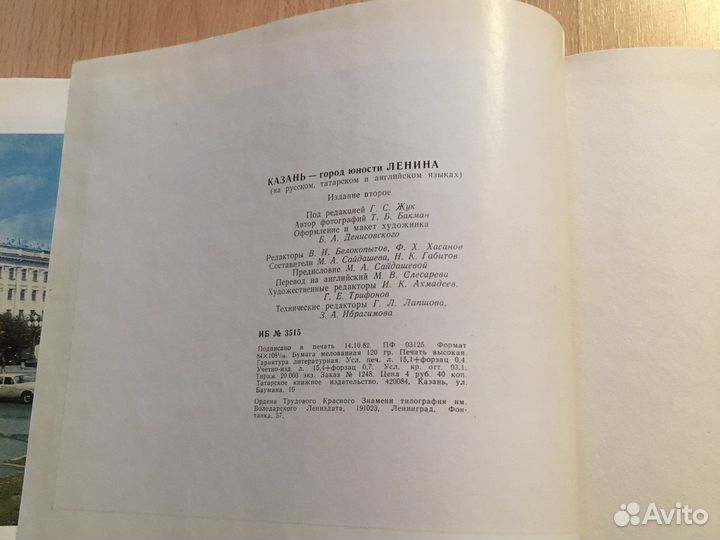 КАЗАНЬ — город юности ЛЕНИНА
(на русском, татарском и английском языках)
Издание второе
Под редакцией Г. С. Жук
Автор фотографий Т. Б. Бакман
Оформление и макет художника
Б. А. Денисовского
Редакторы В. Н. Белокопытов, Ф. Х. Хасанов
Составители М. А. Сайдашева, Н. К. Габитов
Предисловие М. А. Сайдашевой
Перевод на английский М. В. Слесарева
Художественные редакторы И. К. Ахмадеев,
Г. Е. Трифонов
Технические редакторы Г. Л. Лапшова,
З. А. Ибрагимова
ИБ № 3515
Подписано в печать 14.10.82. ПФ 03125. Формат
84×108¹/₁₆. Бумага мелованная 120 гр. Печать высокая.
Гарнитура литературная. Усл. печ. л. 15,1+форзац 0,4.
Учетно-изд. л. 15,4+форзац 0,7. Усл. кр. отт. 93,1.
Тираж 20 000 экз. Заказ № 1248. Цена 4 руб. 40 коп.
Татарское книжное издательство, 420084, Казань, ул.
Баумана, 19
Ордена Трудового Красного Знамени типография им.
Володарского Лениздата, 191023, Ленинград, Фон-
танка, 57.
Avito